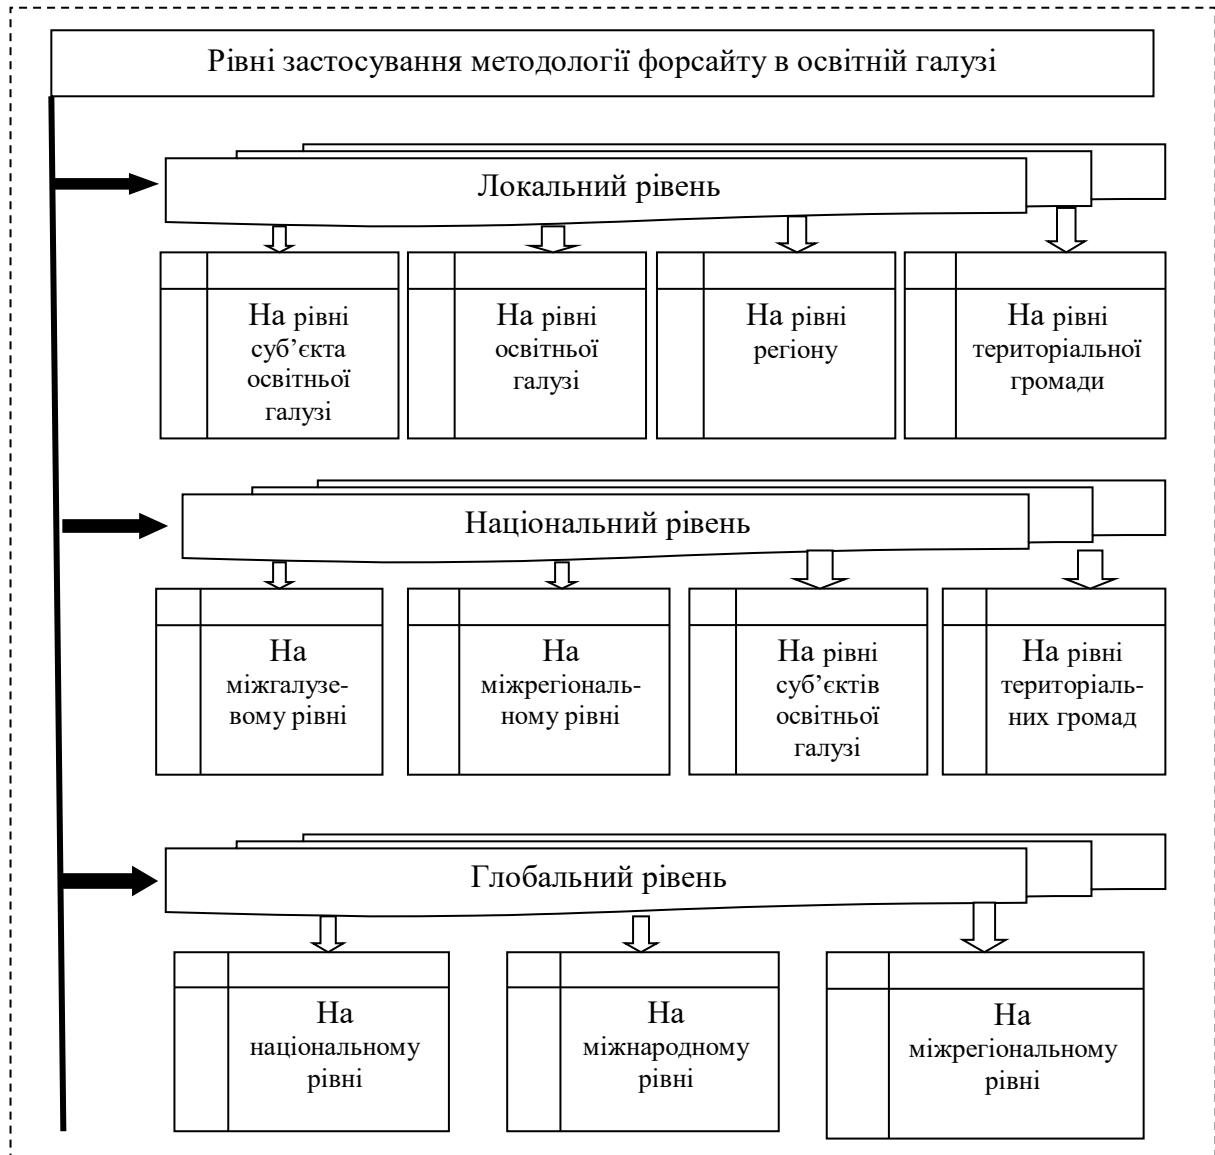 Рівні застосування методології форсайту в освітній галузі
Локальний рівень
На рівні
суб’єкта
освітньої
галузі
На рівні
освітньої
галузі
На рівні
регіону
На рівні
територіальної
громади
Національний рівень
На
міжгалузе-
вому рівні
На
міжрегіональ-
ному рівні
На рівні
суб’єктів
освітньої
галузі
На рівні
територіаль-
них громад
Глобальний рівень
На
національному
рівні
На
міжнародному
рівні
На
міжрегіональному
рівні